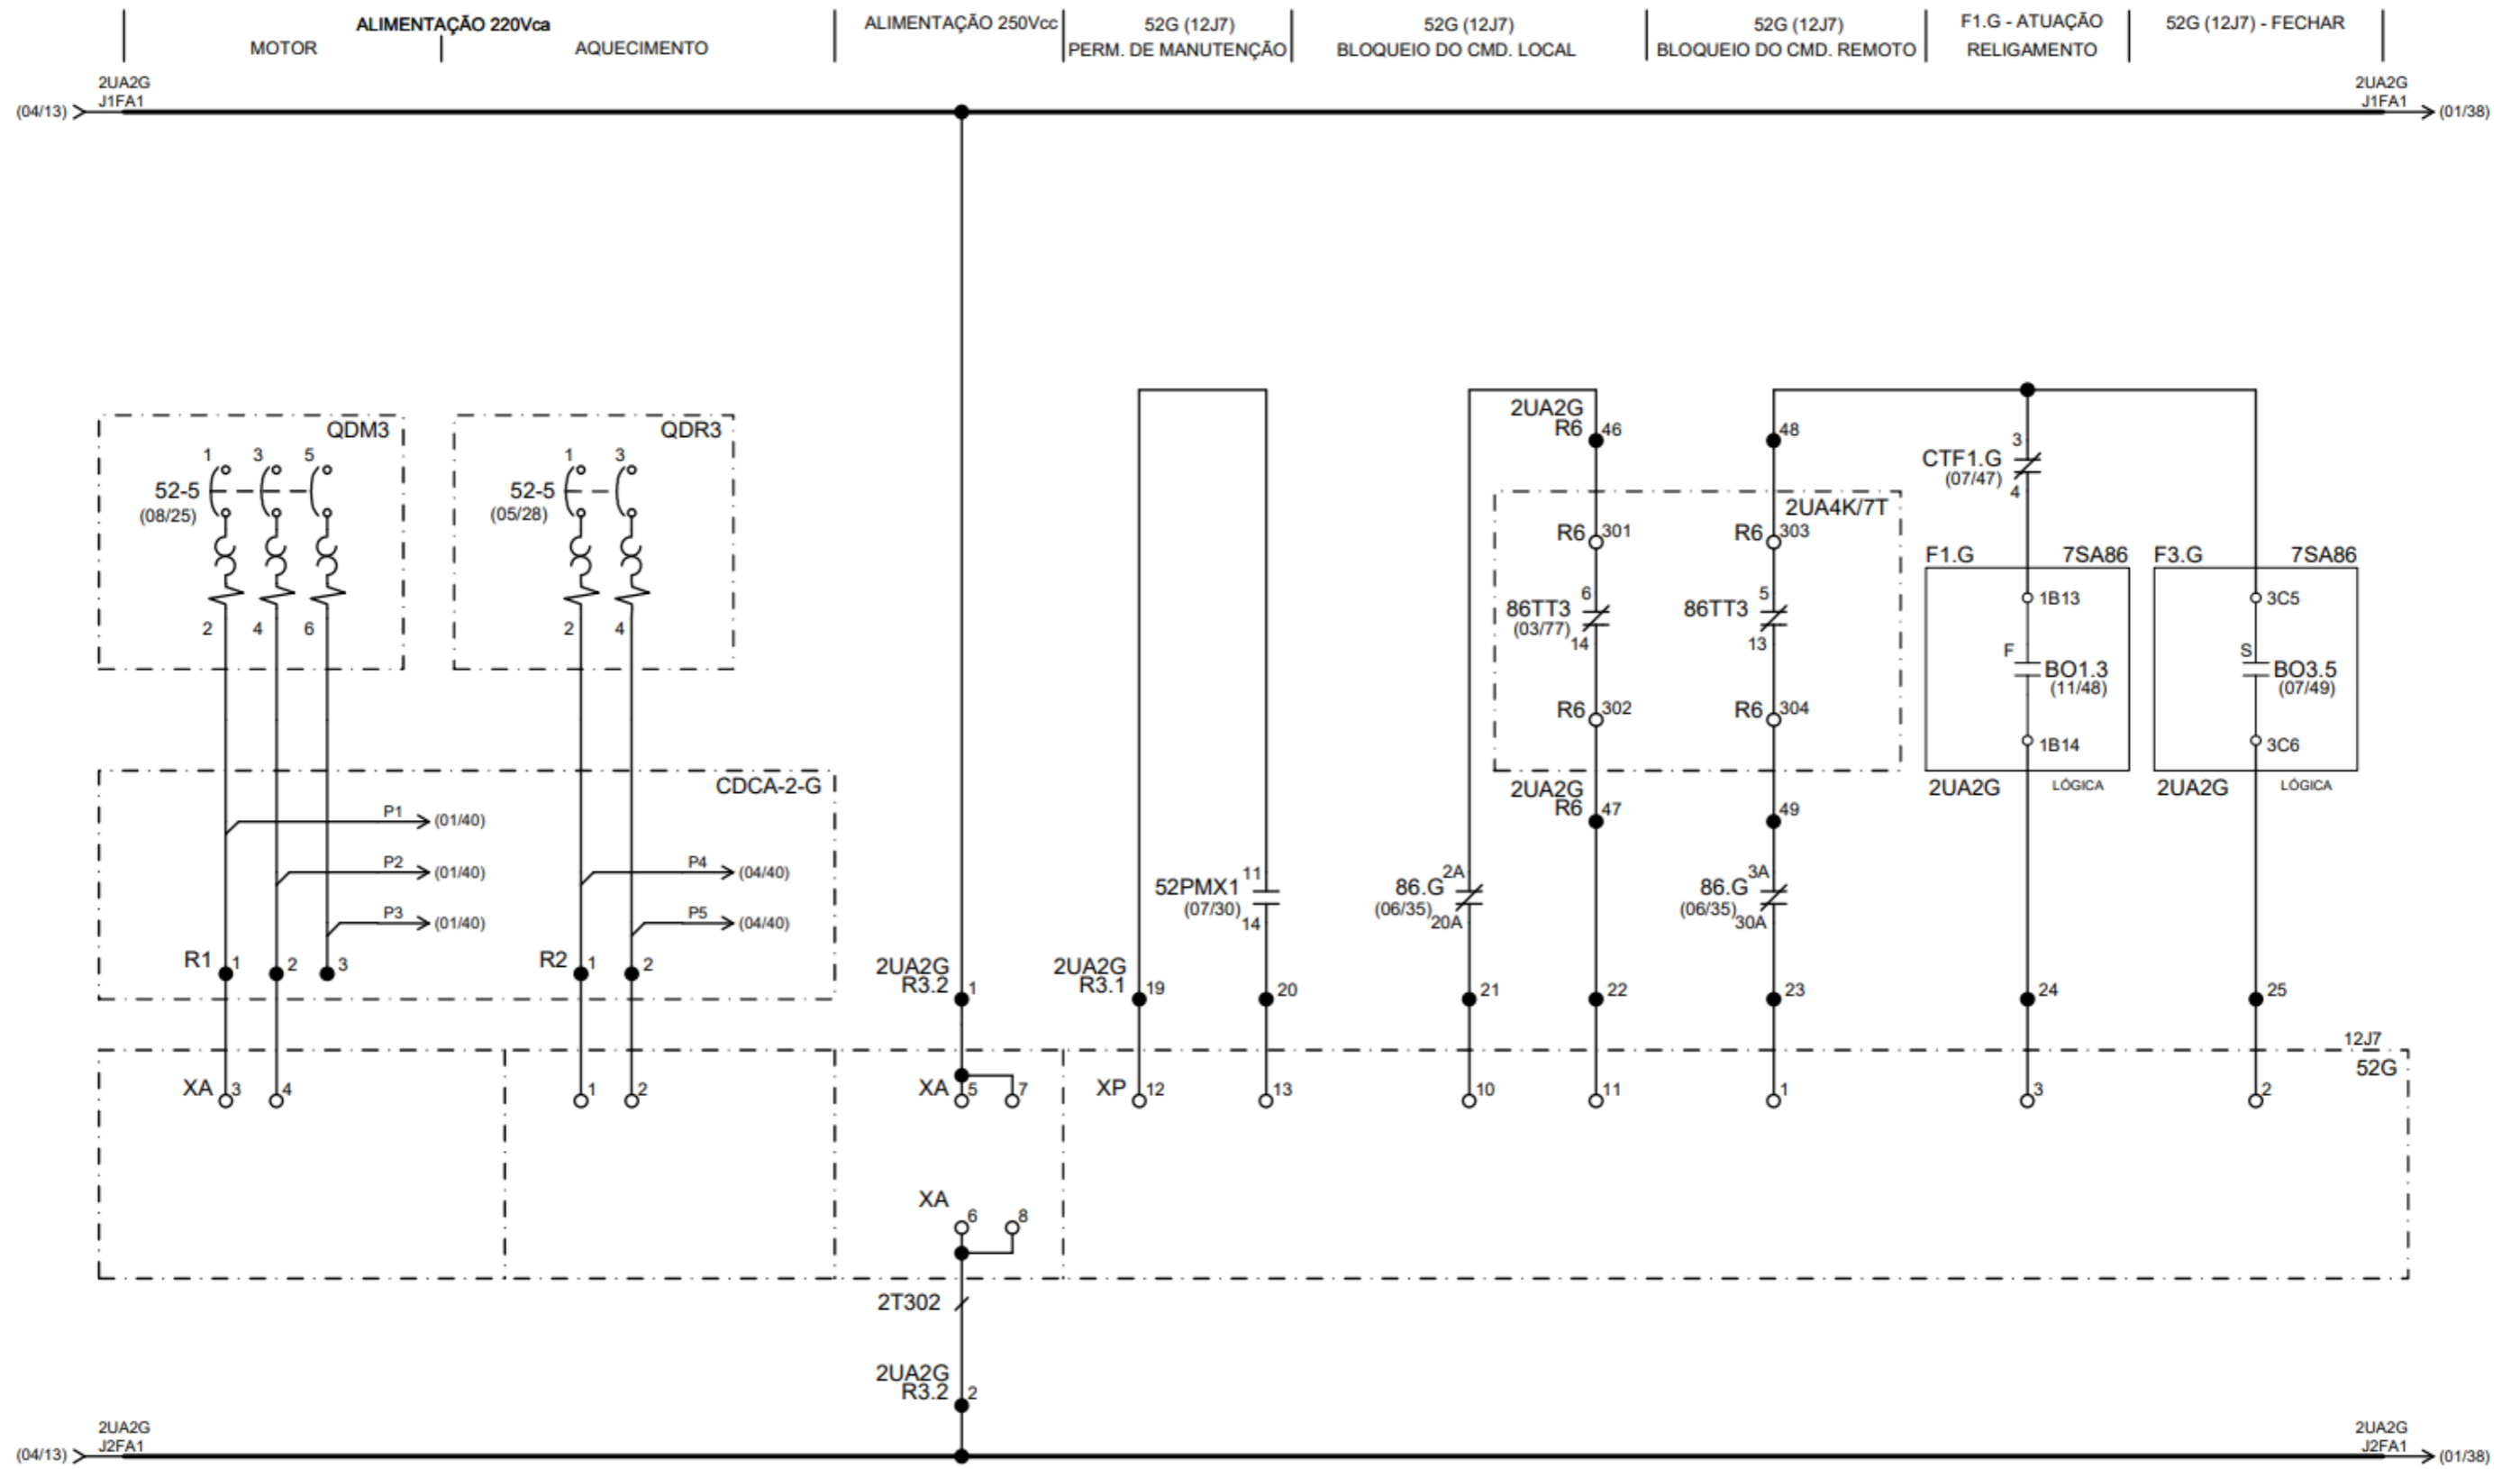 ALIMENTAÇÃO 220Vca
MOTOR
AQUECIMENTO
ALIMENTAÇÃO 250Vcc
52G (12J7)
PERM. DE MANUTENÇÃO
52G (12J7)
BLOQUEIO DO CMD. LOCAL
52G (12J7)
BLOQUEIO DO CMD. REMOTO
F1.G - ATUAÇÃO
RELIGAMENTO
52G (12J7) - FECHAR
2UA2G
J1FA1
(04/13)
2UA2G
J1FA1
(01/38)
QDM3
1 3 5
52-5
(08/25)
2 4 6
QDR3
1 3
52-5
(05/28)
2 4
2UA2G
R6 46
48
3
CTF1.G
(07/47)
4
2UA4K/7T
R6 301
R6 303
6
86TT3
(03/77)
14
5
86TT3
13
R6 302
R6 304
F1.G 7SA86
1B13
F
BO1.3
(11/48)
1B14
2UA2G LÓGICA
F3.G 7SA86
3C5
S
BO3.5
(07/49)
3C6
2UA2G LÓGICA
CDCA-2-G
P1 (01/40)
P2 (01/40)
P3 (01/40)
P4 (04/40)
P5 (04/40)
R1 1 2 3
R2 1 2
2UA2G
R6 47
49
11
52PMX1
(07/30)
14
2A
86.G
(06/35)
20A
3A
86.G
(06/35)
30A
2UA2G
R3.2 1
2UA2G
R3.1 19
20
21
22
23
24
25
12J7
52G
XA 3 4
1 2
XA 5 7
XP 12 13
10 11
1
3
2
XA
6 8
2T302
2UA2G
R3.2 2
2UA2G
J2FA1
(04/13)
2UA2G
J2FA1
(01/38)